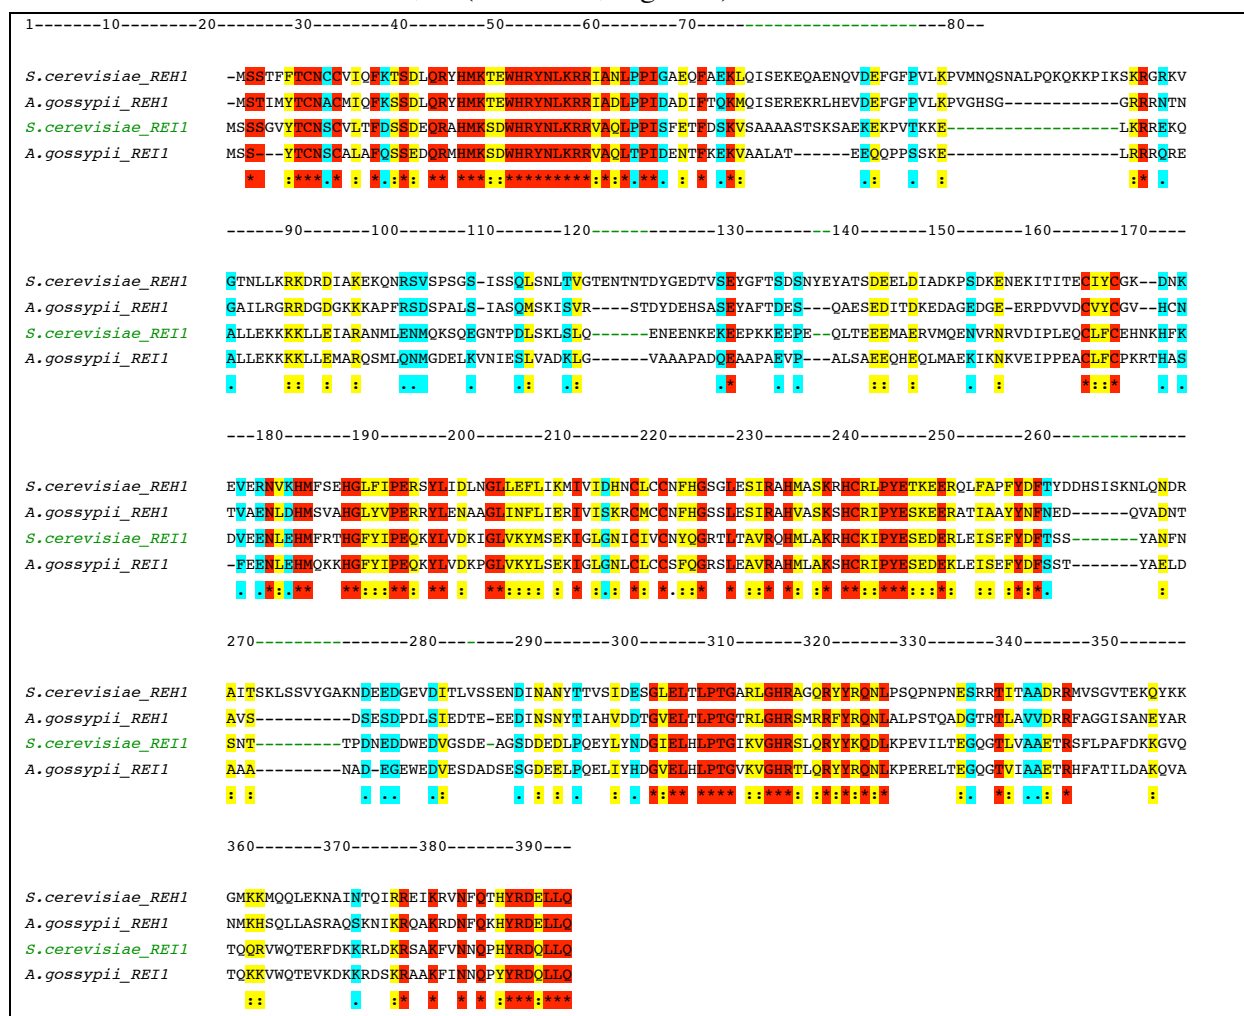 1-------10--------20--------30--------40--------50--------60--------70------------------------80--
S.cerevisiae_REH1 -MSSTFFTCNCCVIQFKTSDLQRYHMKTEWHRYNLKRRIANLPPIGAEQFAEKLQISEKEQAENQVDEFGFPVLKPVMNQSNALPQKQKKPIKSKRGRKV
A.gossypii_REH1 -MSTIMYTCNACMIQFKSSDLQRYHMKTEWHRYNLKRRIADLPPIDADIFTQKMQISEREKRLHEVDEFGFPVLKPVGHSG-------------GRRRNTN
S.cerevisiae_REI1 MSSSGVYTCNSCVLTFDSSDEQRAHMKSDWHRYNLKRRVAQLPPISFETFDSKVSAAAASTSKSAEKEKPVTKKE------------------LKRREKQ
A.gossypii_REI1 MSS---YTCNSCALAFQSSEDQRMHMKSDWHRYNLKRRVAQLTPIDENTFKEKVAALAT------EEQQPPSSKE------------------LRRRQRE
*  :***.* *:*: ** ***::*********:*:*.**. * *: .: . : :* .
------90--------100-------110-------120-------------130---------140-------150-------160-------170----
S.cerevisiae_REH1 GTNLLKRKDRDIAKEKQNRSVSPSGS-ISSQLSNLTVGTENTNTDYGEDTVSEYGFTSDSNYEYATSDEELDIADKPSDKENEKITITECIYCGK--DNK
A.gossypii_REH1 GAILRGRRDGDGKKKAPFRSDSPALS-IASQMSKISVR---STDYDEHSASEYAFTDES---QAESDEDITDKEDAGEDGE-ERPDVVDCVYCGV--HCN
S.cerevisiae_REI1 ALLEKKKKLLEIARANMLENMQKSQEGNTPDLSKLSLQ------ENEENKEKEEPKKEEPE--QLTEEEMAERVMQENVRNRVDIPLEQCLFCEHNKHFK
A.gossypii_REI1 ALLEKKKKLLEMARQSMLQNMGDELKVNIESLVADKLG------VAAAPADQEAAPAEVP---ALSAEEQHEQLMAEKIKNKVEIPPEACLFCPKRTHAS
. :: : : .. . .: .: .* . . :: : . : *::* . .
---180-------190-------200-------210-------220-------230-------240-------250-------260------------
S.cerevisiae_REH1 EVERNVKHMFSEHGLFIPERSYLIDLNGLLEFLIKMIVIDHNCLCCNFHGSGLESIRAHMASKRHCRLPYETKEERQLFAPFYDFTYDDHSISKNLQNDR
A.gossypii_REH1 TVAENLDHMSVAHGLYVPERRYLENAAGLINFLIERIVISKRCMCCNFHGSSLESIRAHVASKSHCRIPYESKEERATIAAYYNFNED------QVADNT
S.cerevisiae_REI1 DVEENLEHMFRTHGFYIPEQKYLVDKIGLVKYMSEKIGLGNICIVCNYQGRTLTAVRQHMLAKRHCKIPYESEDERLEISEFYDFTSS-------YANFN
A.gossypii_REI1 -FEENLEHMQKKHGFYIPEQKYLVDKPGLVKYLSEKIGLGNLCLCCSFQGRSLEAVRAHMLAKSHCRIPYESEDEKLEISEFYDFSST-------YAELD
. .*:.** **:::**: ** : **:::: : * :.: *: *.::* * ::* *: :* **::***:::*: :: :*:*. :
270----------------280-------290-------300-------310-------320-------330-------340-------350-------
S.cerevisiae_REH1 AITSKLSSVYGAKNDEEDGEVDITLVSSENDINANYTTVSIDESGLELTLPTGARLGHRAGQRYYRQNLPSQPNPNESRRTITAADRRMVSGVTEKQYKK
A.gossypii_REH1 AVS----------DSESDPDLSIEDTE-EEDINSNYTIAHVDDTGVELTLPTGTRLGHRSMRRFYRQNLALPSTQADGTRTLAVVDRRFAGGISANEYAR
S.cerevisiae_REI1 SNT---------TPDNEDDWEDVGSDE-AGSDDEDLPQEYLYNDGIELHLPTGIKVGHRSLQRYYKQDLKPEVILTEGQGTLVAAETRSFLPAFDKKGVQ
A.gossypii_REI1 AAA---------NAD-EGEWEDVESDADSESGDEELPQELIYHDGVELHLPTGVKVGHRTLQRYYRQNLKPERELTEGQGTVIAAETRHFATILDAKQVA
: : . .. .: . : : . : . *:** **** ::***: :*:*:*:* :. *: ..: * :
360-------370-------380-------390---
S.cerevisiae_REH1 GMKKMQQLEKNAINTQIRREIKRVNFQTHYRDELLQ
A.gossypii_REH1 NMKHSQLLASRAQSKNIKRQAKRDNFQKHYRDELLQ
S.cerevisiae_REI1 TQQRVWQTERFDKKRLDKRSAKFVNNQPHYRDQLLQ
A.gossypii_REI1 TQKKVWQTEVKDKKRDSKRAAKFINNQPYYRDQLLQ
:: . :* * * * :***:***